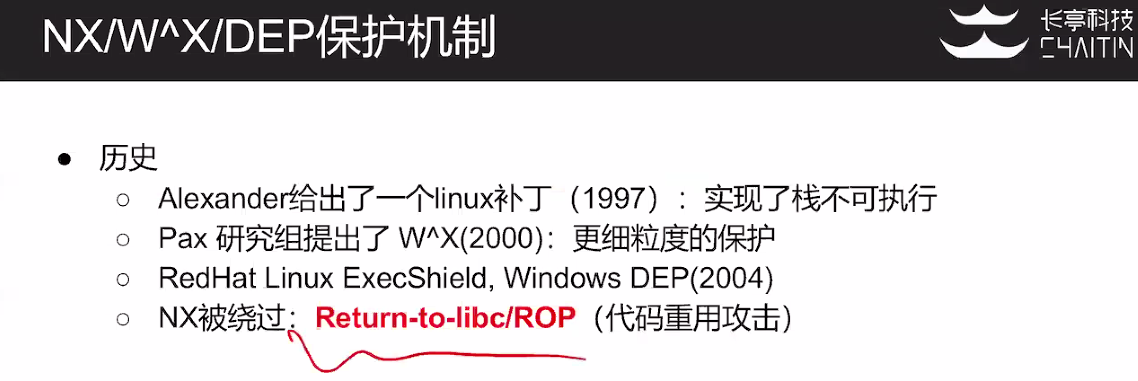 NX/W^X/DEP保护机制
长亭科技
CHAITIN
● 历史
○ Alexander给出了一个linux补丁（1997）：实现了栈不可执行
○ Pax 研究组提出了 W^X(2000)：更细粒度的保护
○ RedHat Linux ExecShield, Windows DEP(2004)
○ NX被绕过：Return-to-libc/ROP（代码重用攻击）